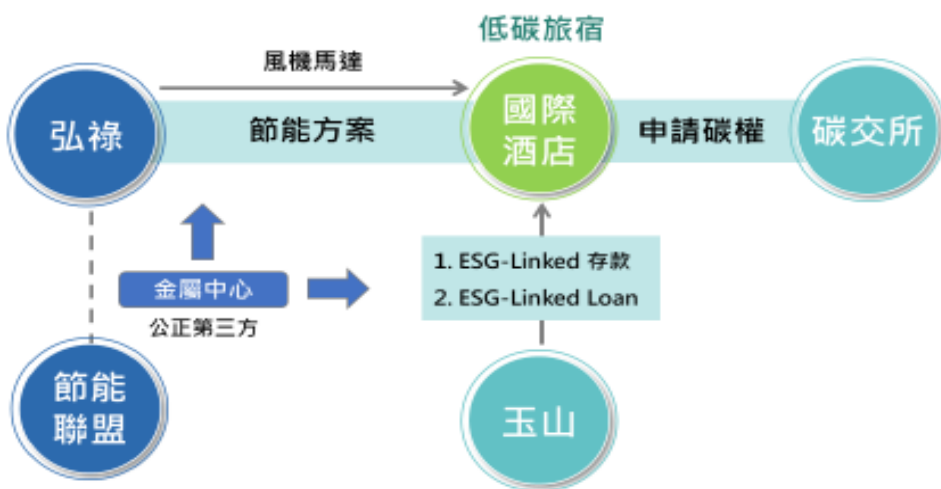 低碳旅宿
風機馬達
弘祿
節能方案
國際
酒店
申請碳權
碳交所
金屬中心
公正第三方
1. ESG-Linked 存款
2. ESG-Linked Loan
節能
聯盟
玉山